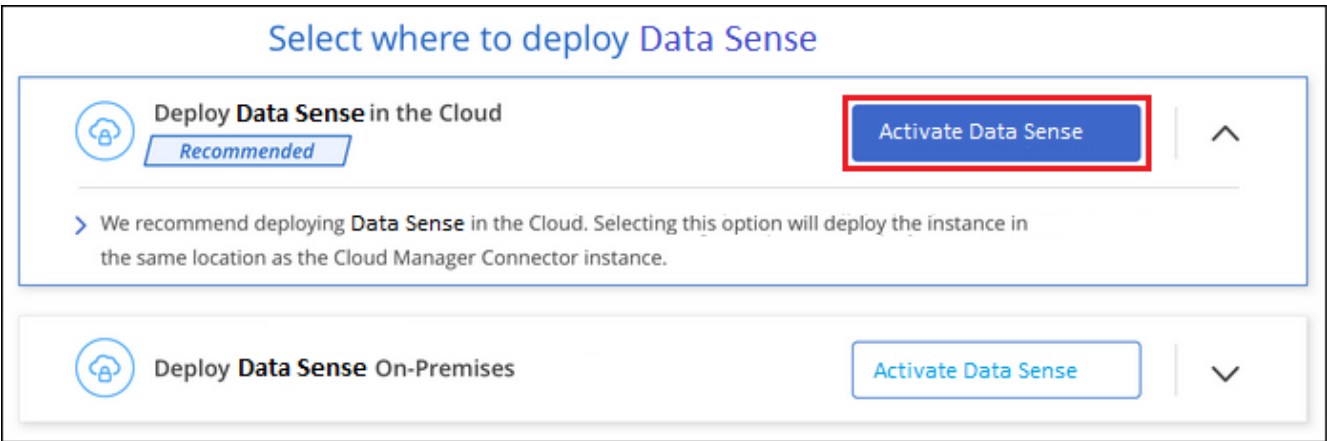 Select where to deploy Data Sense
Deploy Data Sense in the Cloud
Activate Data Sense
Recommended
We recommend deploying Data Sense in the Cloud. Selecting this option will deploy the instance in
the same location as the Cloud Manager Connector instance.
Deploy Data Sense On-Premises
Activate Data Sense